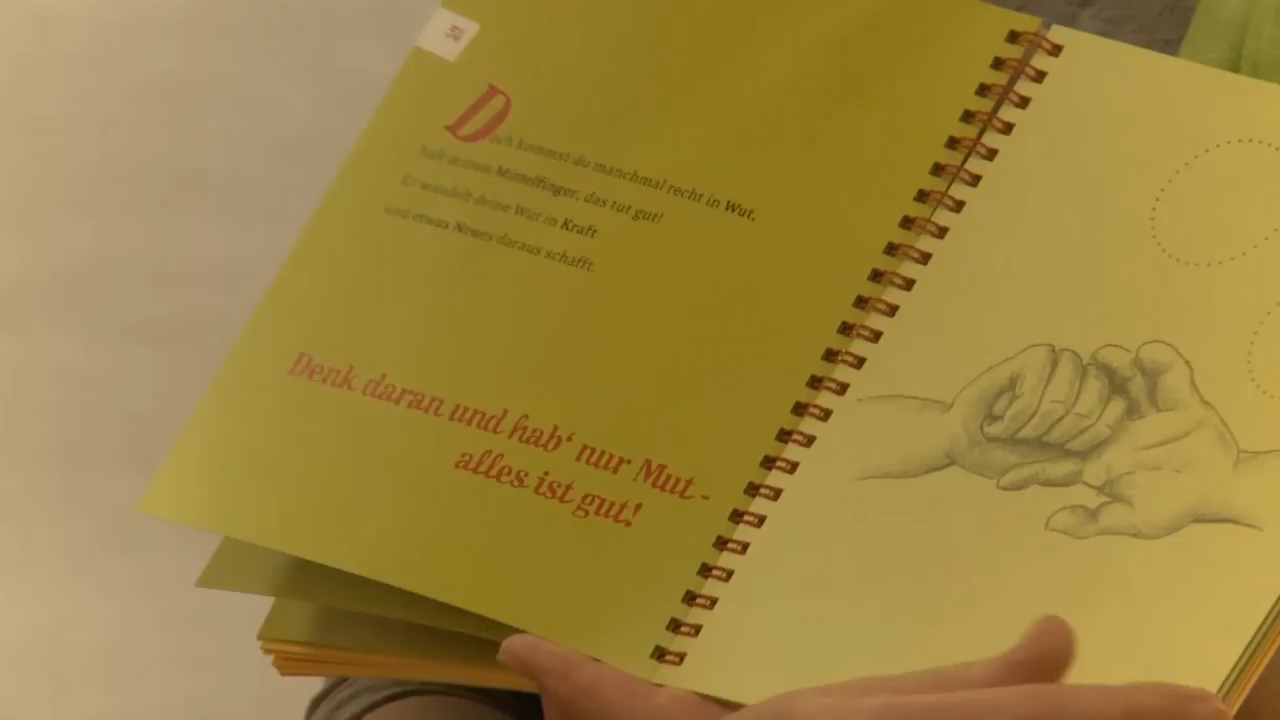 Doch kommst du manchmal recht in Wut,
halt deinen Mittelfinger, das tut gut!
Er wandelt deine Wut in Kraft
und etwas Neues daraus schafft.
Denk daran und hab‘ nur Mut -
alles ist gut!